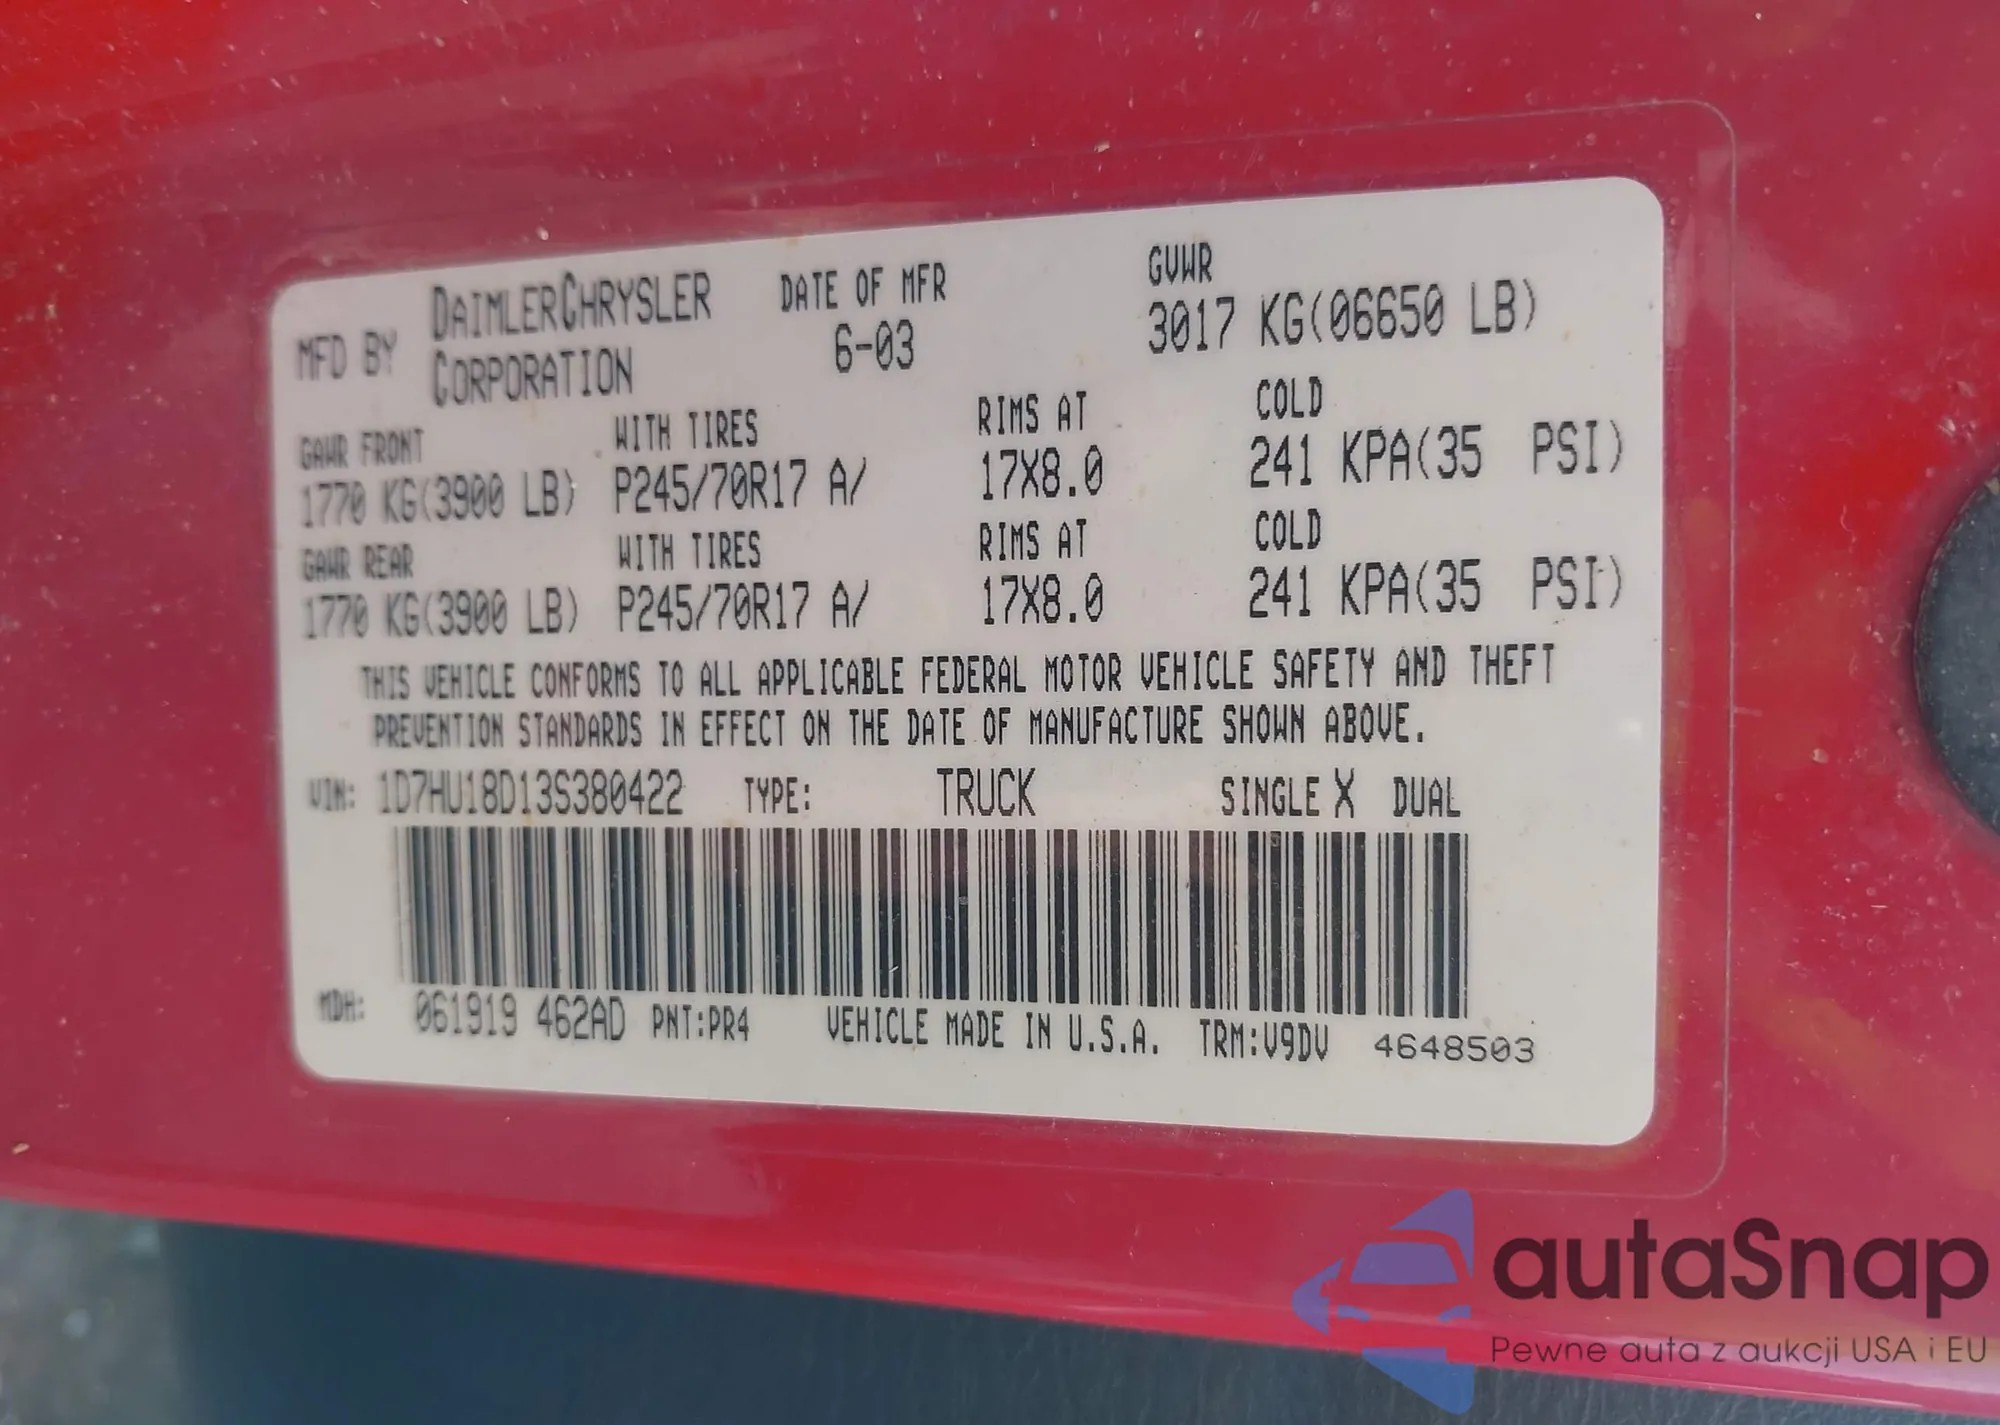 MFD BY DAIMLERCHRYSLER CORPORATION DATE OF MFR 6-03 GVWR 3017 KG(06650 LB)
GAWR FRONT WITH TIRES RIMS AT COLD
1770 KG(3900 LB) P245/70R17 A/ 17X8.0 241 KPA(35 PSI)
GAWR REAR WITH TIRES RIMS AT COLD
1770 KG(3900 LB) P245/70R17 A/ 17X8.0 241 KPA(35 PSI)
THIS VEHICLE CONFORMS TO ALL APPLICABLE FEDERAL MOTOR VEHICLE SAFETY AND THEFT
PREVENTION STANDARDS IN EFFECT ON THE DATE OF MANUFACTURE SHOWN ABOVE.
VIN: 1D7HU18D13S380422 TYPE: TRUCK SINGLE X DUAL
MDH: 061919 462AD PNT:PR4 VEHICLE MADE IN U.S.A. TRM:V9DV 4648503
autaSnap
Pewne auta z aukcji USA i EU